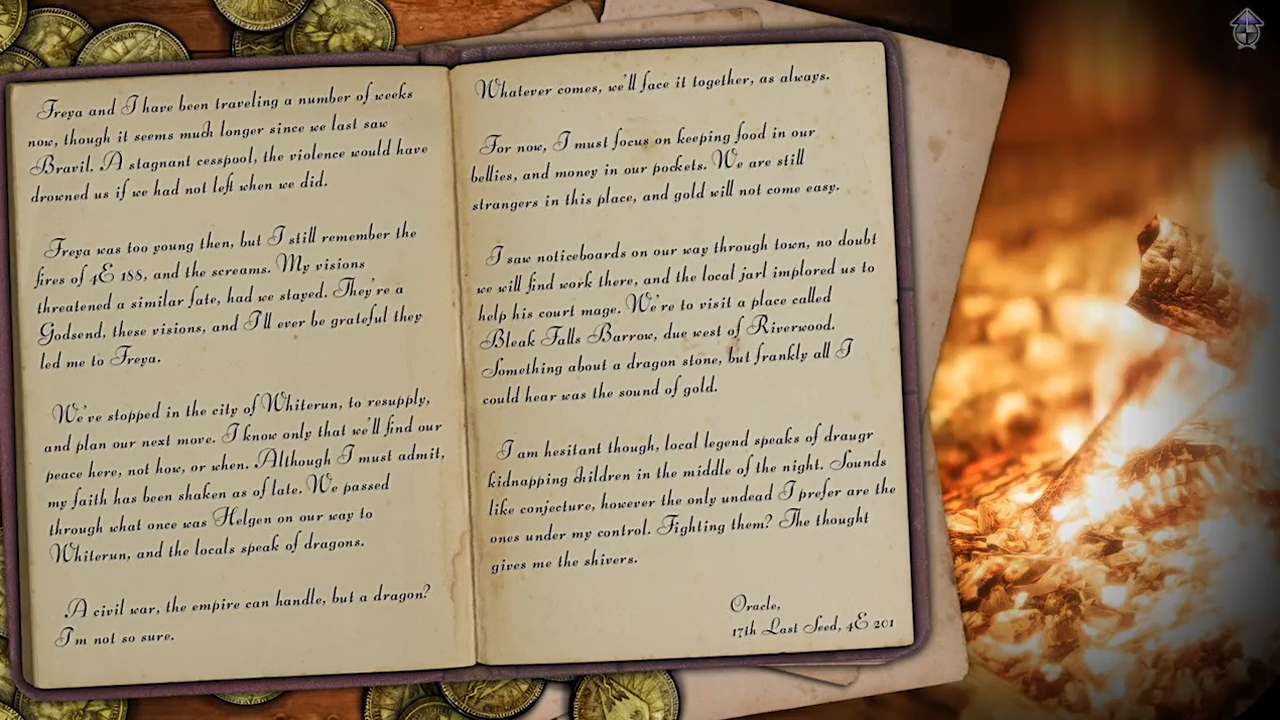 Freya and I have been traveling a number of weeks
now, though it seems much longer since we last saw
Bravil. A stagnant cesspool, the violence would have
drowned us if we had not left when we did.
Freya was too young then, but I still remember the
fires of 4E 188, and the screams. My visions
threatened a similar fate, had we stayed. They're a
Godsend, these visions, and I'll ever be grateful they
led me to Freya.
We've stopped in the city of Whiterun, to resupply,
and plan our next move. I know only that we'll find our
peace here, not how, or when. Although I must admit,
my faith has been shaken as of late. We passed
through what once was Helgen on our way to
Whiterun, and the locals speak of dragons.
A civil war, the empire can handle, but a dragon?
I'm not so sure.
Whatever comes, we'll face it together, as always.
For now, I must focus on keeping food in our
bellies, and money in our pockets. We are still
strangers in this place, and gold will not come easy.
I saw noticeboards on our way through town, no doubt
we will find work there, and the local jarl implored us to
help his court mage. We're to visit a place called
Bleak Falls Barrow, due west of Riverwood.
Something about a dragon stone, but frankly all I
could hear was the sound of gold.
I am hesitant though, local legend speaks of draugr
kidnapping children in the middle of the night. Sounds
like conjecture, however the only undead I prefer are the
ones under my control. Fighting them? The thought
gives me the shivers.
Oracle,
17th Last Seed, 4E 201